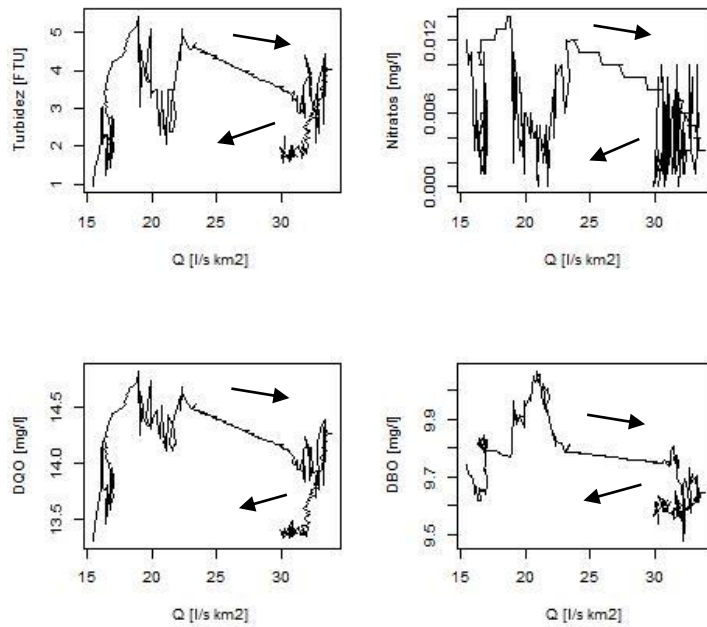 Turbidez [FTU]
5
4
3
2
1
15 20 25 30
Q [l/s km2]
Nitratos [mg/l]
0.012
0.006
0.000
15 20 25 30
Q [l/s km2]
DQO [mg/l]
14.5
14.0
13.5
15 20 25 30
Q [l/s km2]
DBO [mg/l]
9.9
9.7
9.5
15 20 25 30
Q [l/s km2]